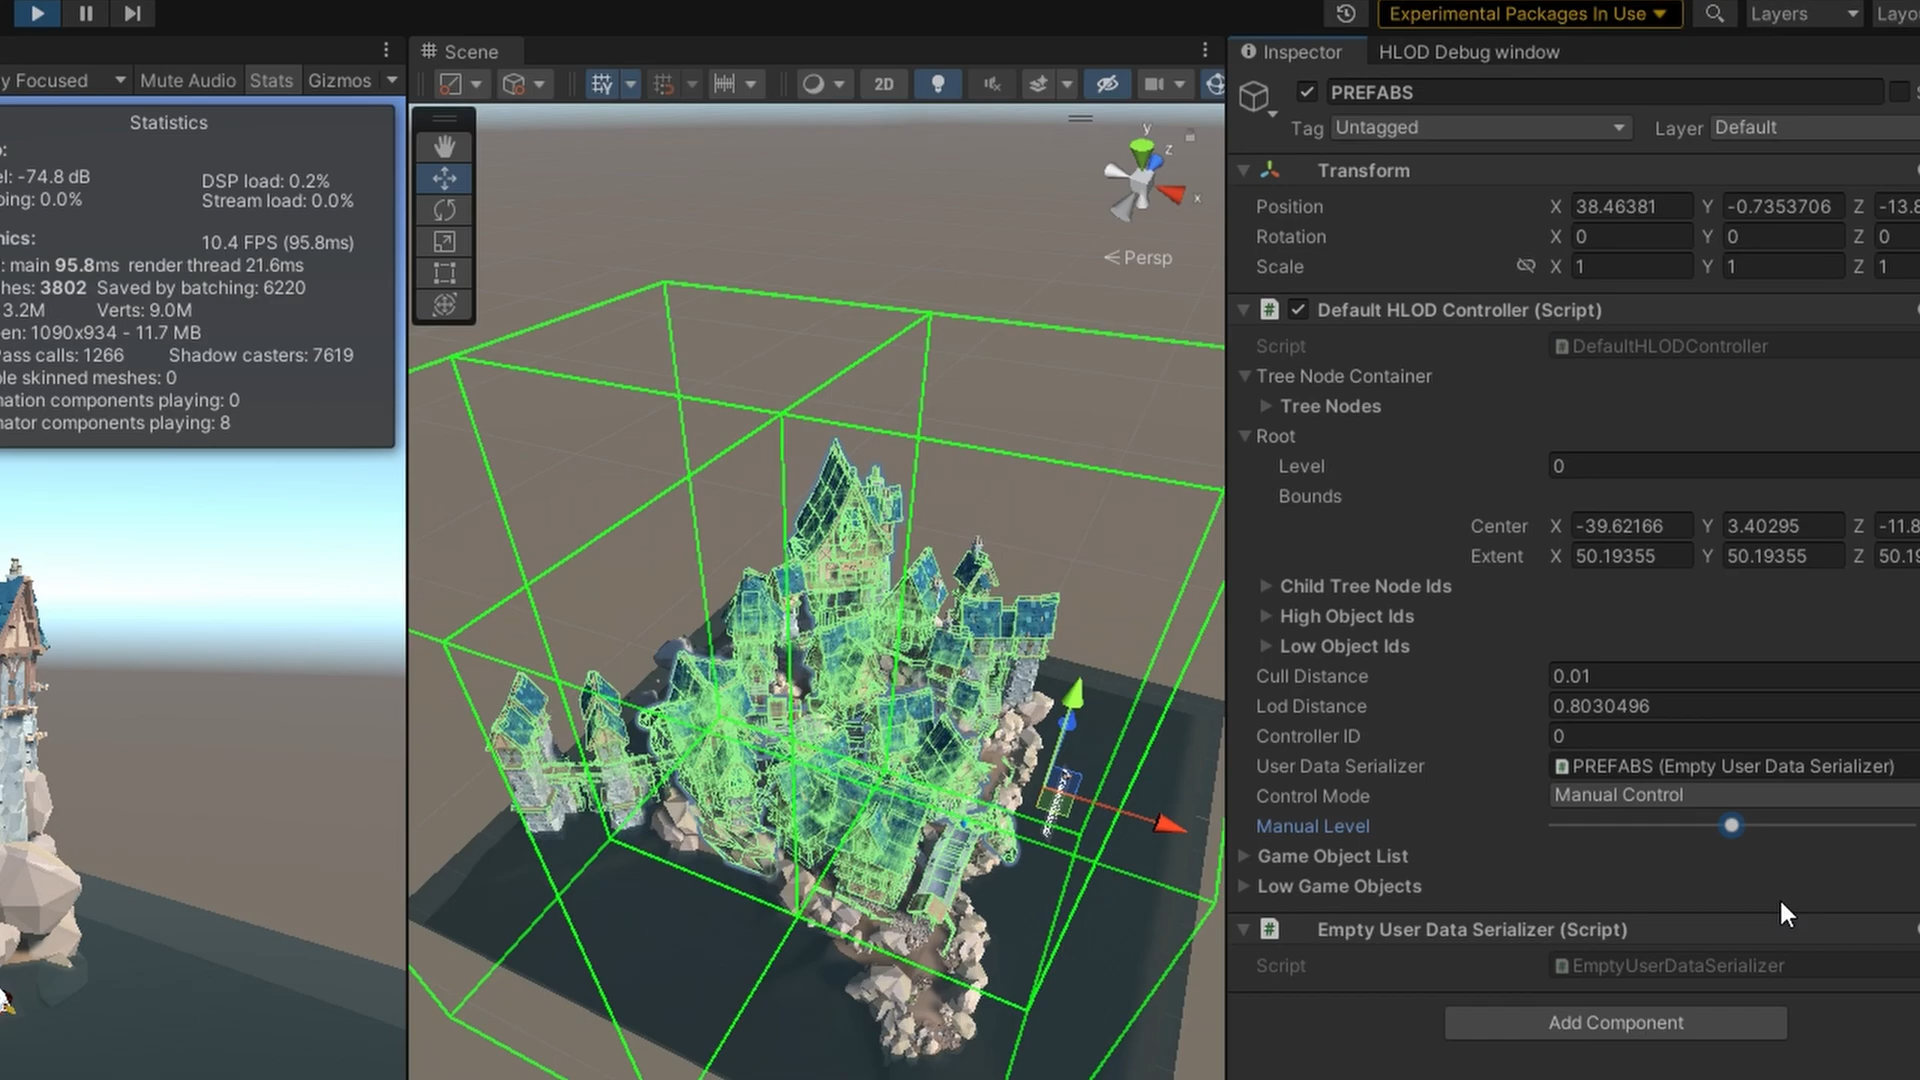 Experimental Packages In Use
Layers
Layo
y Focused
Mute Audio
Stats
Gizmos
Statistics
o:
el: -74.8 dB
DSP load: 0.2%
ping: 0.0%
Stream load: 0.0%
nics:
10.4 FPS (95.8ms)
: main 95.8ms render thread 21.6ms
hes: 3802 Saved by batching: 6220
3.2M Verts: 9.0M
en: 1090x934 - 11.7 MB
ass calls: 1266 Shadow casters: 7619
le skinned meshes: 0
nation components playing: 0
ator components playing: 8
Scene
2D
y
z
x
Persp
Inspector
HLOD Debug window
PREFABS
S
Tag Untagged
Layer Default
Transform
Position X 38.46381 Y -0.7353706 Z -13.8
Rotation X 0 Y 0 Z 0
Scale X 1 Y 1 Z 1
Default HLOD Controller (Script)
Script DefaultHLODController
Tree Node Container
Tree Nodes
Root
Level 0
Bounds
Center X -39.62166 Y 3.40295 Z -11.8
Extent X 50.19355 Y 50.19355 Z 50.19
Child Tree Node Ids
High Object Ids
Low Object Ids
Cull Distance 0.01
Lod Distance 0.8030496
Controller ID 0
User Data Serializer PREFABS (Empty User Data Serializer)
Control Mode Manual Control
Manual Level
Game Object List
Low Game Objects
Empty User Data Serializer (Script)
Script EmptyUserDataSerializer
Add Component